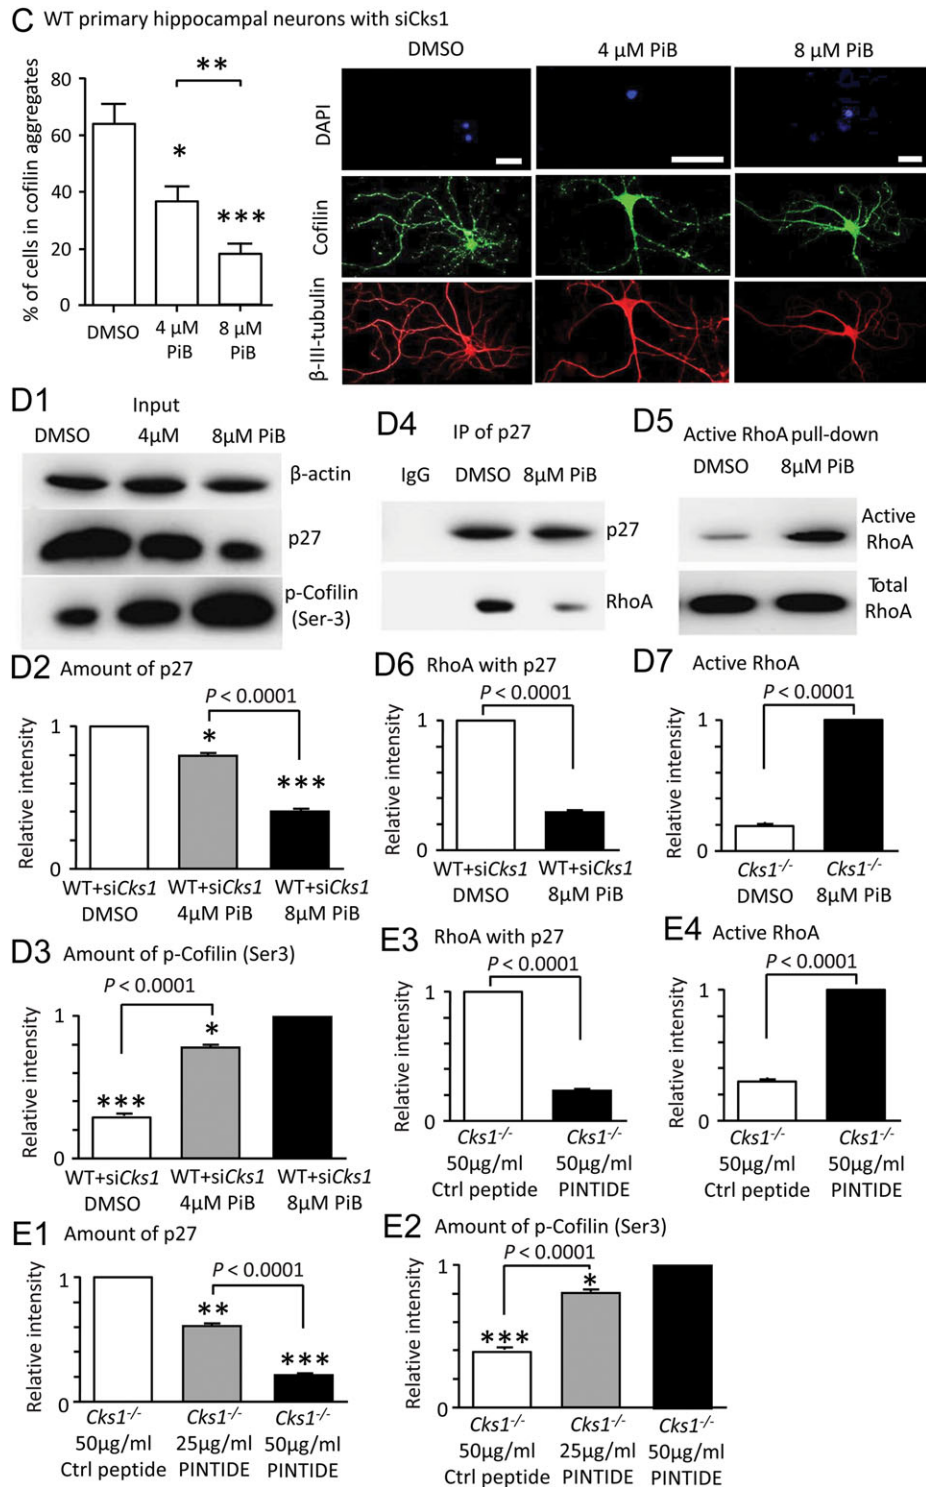 C WT primary hippocampal neurons with siCks1
% of cells in cofilin aggregates
80
60
40
20
0
**
*
***
DMSO
4 µM
PiB
8 µM
PiB
DMSO
4 µM PiB
8 µM PiB
DAPI
Cofilin
β-III-tubulin
D1
Input
DMSO 4µM 8µM PiB
β-actin
p27
p-Cofilin
(Ser-3)
D4
IP of p27
IgG DMSO 8µM PiB
p27
RhoA
D5
Active RhoA pull-down
DMSO 8µM PiB
Active
RhoA
Total
RhoA
D2 Amount of p27
P < 0.0001
Relative intensity
1
0
*
***
WT+siCks1 WT+siCks1 WT+siCks1
DMSO 4µM PiB 8µM PiB
D6 RhoA with p27
P < 0.0001
Relative intensity
1
0
WT+siCks1 WT+siCks1
DMSO 8µM PiB
D7 Active RhoA
P < 0.0001
Relative intensity
1
0
Cks1-/- Cks1-/-
DMSO 8µM PiB
D3 Amount of p-Cofilin (Ser3)
P < 0.0001
Relative intensity
1
0
***
*
WT+siCks1 WT+siCks1 WT+siCks1
DMSO 4µM PiB 8µM PiB
E3 RhoA with p27
P < 0.0001
Relative intensity
1
0
Cks1-/- Cks1-/-
50µg/ml 50µg/ml
Ctrl peptide PINTIDE
E4 Active RhoA
P < 0.0001
Relative intensity
1
0
Cks1-/- Cks1-/-
50µg/ml 50µg/ml
Ctrl peptide PINTIDE
E1 Amount of p27
P < 0.0001
Relative intensity
1
0
**
***
Cks1-/- Cks1-/- Cks1-/-
50µg/ml 25µg/ml 50µg/ml
Ctrl peptide PINTIDE PINTIDE
E2 Amount of p-Cofilin (Ser3)
P < 0.0001
Relative intensity
1
0
***
*
Cks1-/- Cks1-/- Cks1-/-
50µg/ml 25µg/ml 50µg/ml
Ctrl peptide PINTIDE PINTIDE